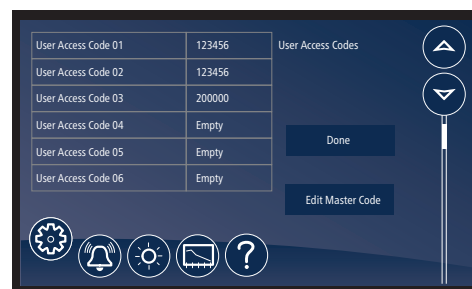 User Access Code 01 123456 User Access Codes
User Access Code 02 123456
User Access Code 03 200000
User Access Code 04 Empty
User Access Code 05 Empty
User Access Code 06 Empty
Done
Edit Master Code
?